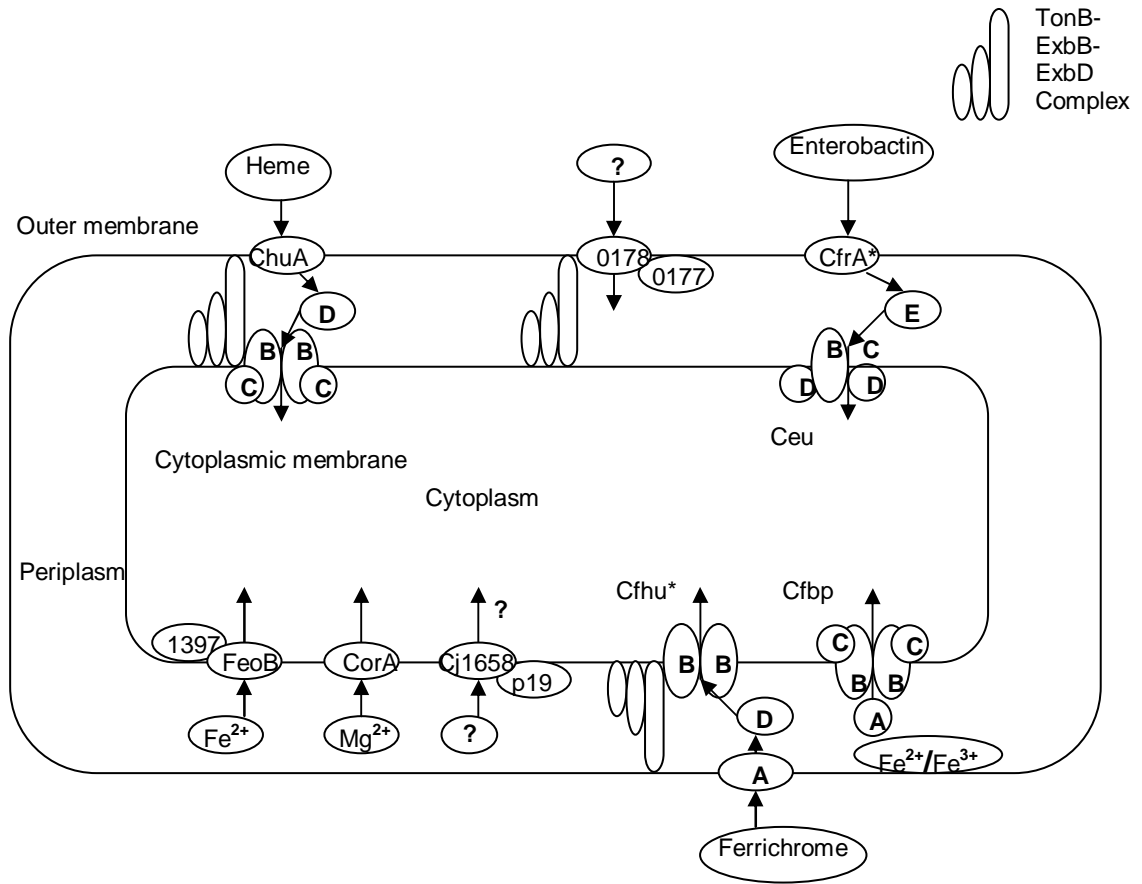 TonB-
ExbB-
ExbD
Complex
Heme
?
Enterobactin
Outer membrane
ChuA
0178
0177
CfrA*
D
E
B B
C C
B C
D D
Ceu
Cytoplasmic membrane
Cytoplasm
Periplasm
Cfhu*
Cfbp
?
1397
FeoB
CorA
Cj1658
p19
B B
C C
B B
D
A
Fe2+
Mg2+
?
Fe2+/Fe3+
A
Ferrichrome